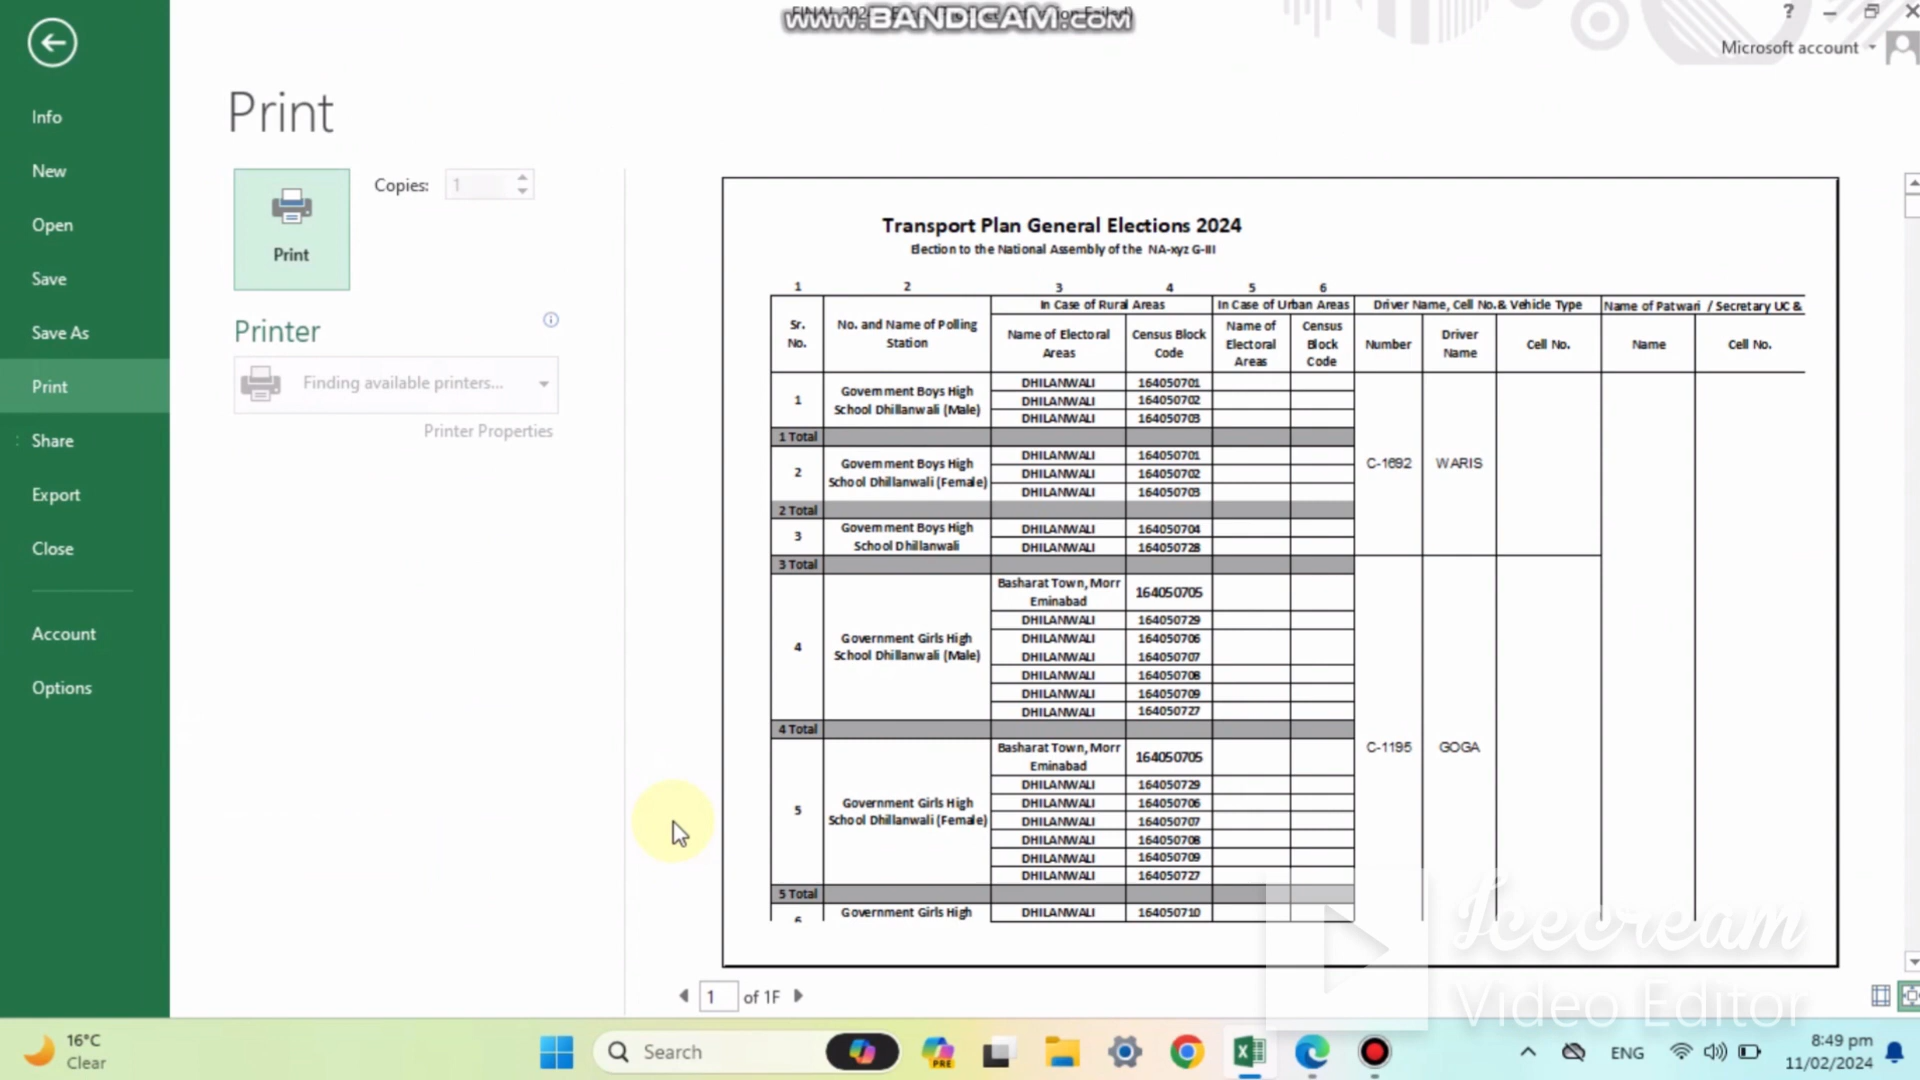 www.BANDICAM.com
Microsoft account
Info
New
Open
Save
Save As
Print
Share
Export
Close
Account
Options
Print
Print
Copies: 1
Printer
Finding available printers...
Printer Properties
Transport Plan General Elections 2024
Election to the National Assembly of the NA-xyz G-III
1 2 3 4 5 6
In Case of Rural Areas In Case of Urban Areas Driver Name, Cell No.& Vehicle Type Name of Patwari / Secretary UC &
Sr. No. No. and Name of Polling Station Name of Electoral Areas Census Block Code Name of Electoral Areas Census Block Code Number Driver Name Cell No. Name Cell No.
1 Government Boys High School Dhillanwali (Male) DHILANWALI 164050701
DHILANWALI 164050702
DHILANWALI 164050703
1 Total
2 Government Boys High School Dhillanwali (Female) DHILANWALI 164050701
DHILANWALI 164050702
DHILANWALI 164050703
C-1692 WARIS
2 Total
3 Government Boys High School Dhillanwali DHILANWALI 164050704
DHILANWALI 164050728
3 Total
4 Government Girls High School Dhillanwali (Male) Basharat Town, Morr Eminabad 164050705
DHILANWALI 164050729
DHILANWALI 164050706
DHILANWALI 164050707
DHILANWALI 164050708
DHILANWALI 164050709
DHILANWALI 164050727
4 Total
C-1195 GOGA
5 Government Girls High School Dhillanwali (Female) Basharat Town, Morr Eminabad 164050705
DHILANWALI 164050729
DHILANWALI 164050706
DHILANWALI 164050707
DHILANWALI 164050708
DHILANWALI 164050709
DHILANWALI 164050727
5 Total
6 Government Girls High DHILANWALI 164050710
Icecream
Video Editor
1 of 1F
16°C
Clear
Search
PRE
ENG
8:49 pm
11/02/2024